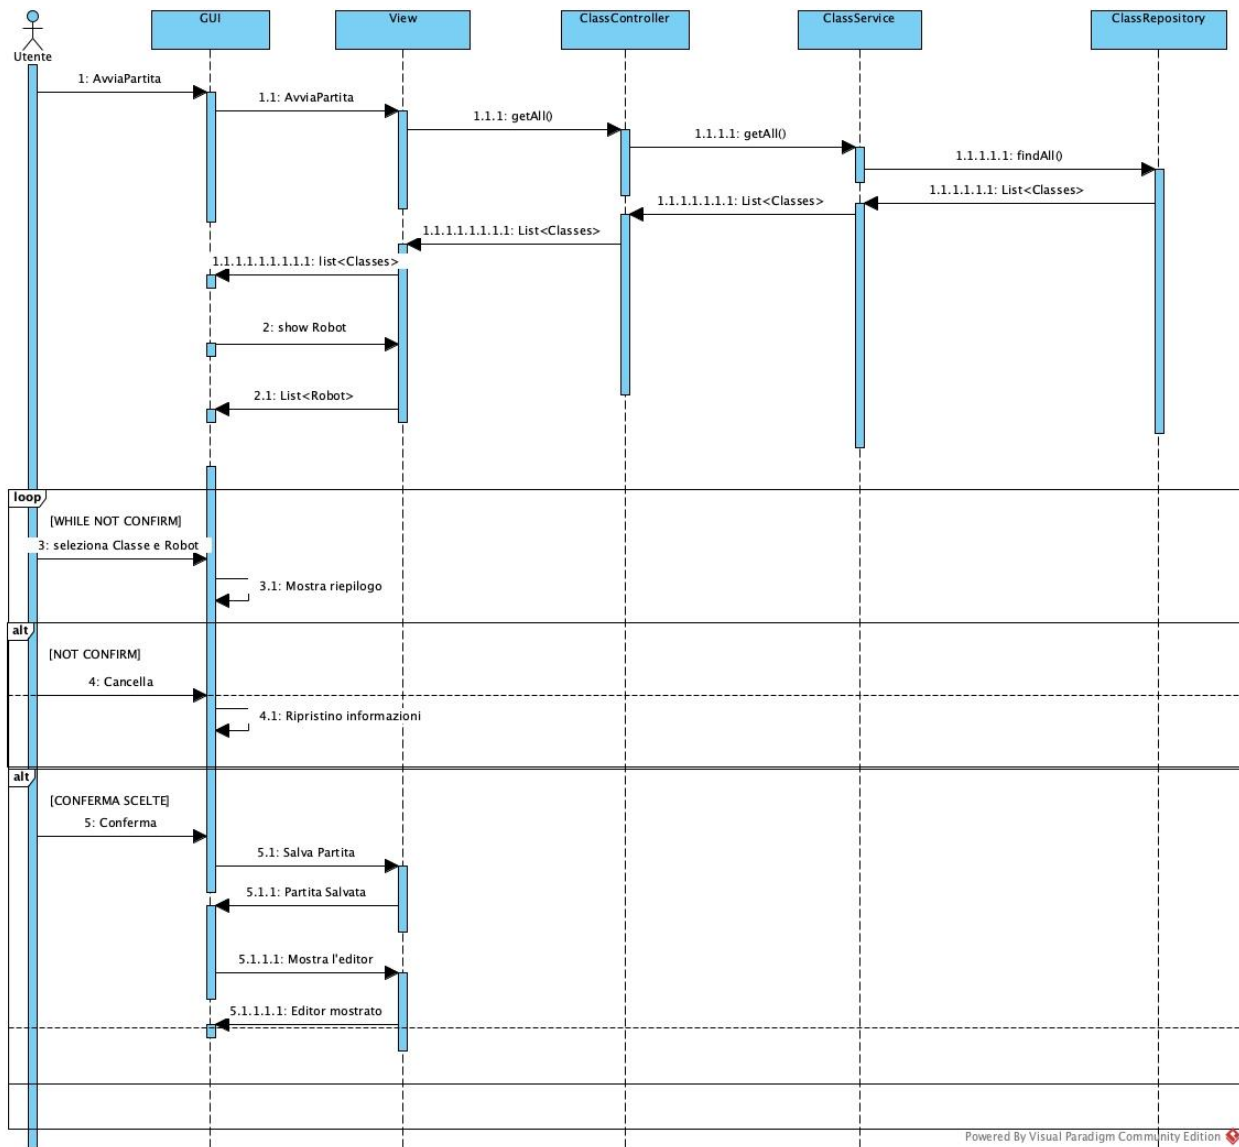 GUI
View
ClassController
ClassService
ClassRepository
Utente
1: AvviaPartita
1.1: AvviaPartita
1.1.1: getAll()
1.1.1.1: getAll()
1.1.1.1.1: findAll()
1.1.1.1.1.1: List<Classes>
1.1.1.1.1.1.1: List<Classes>
1.1.1.1.1.1.1.1: List<Classes>
1.1.1.1.1.1.1.1.1: list<Classes>
2: show Robot
2.1: List<Robot>
loop
[WHILE NOT CONFIRM]
3: seleziona Classe e Robot
3.1: Mostra riepilogo
alt
[NOT CONFIRM]
4: Cancella
4.1: Ripristino informazioni
alt
[CONFERMA SCELTE]
5: Conferma
5.1: Salva Partita
5.1.1: Partita Salvata
5.1.1.1: Mostra l'editor
5.1.1.1.1: Editor mostrato
Powered By Visual Paradigm Community Edition